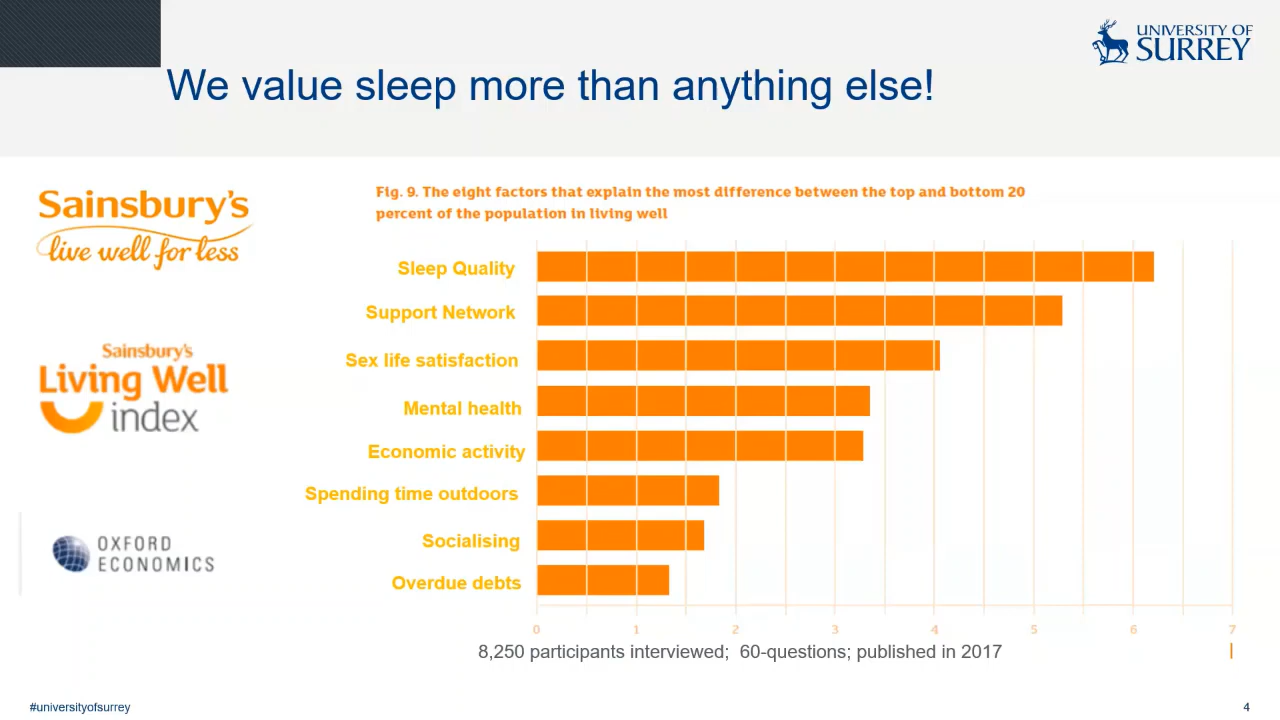 UNIVERSITY OF
SURREY
We value sleep more than anything else!
Sainsbury's
live well for less
Sainsbury's
Living Well
index
OXFORD
ECONOMICS
Fig. 9. The eight factors that explain the most difference between the top and bottom 20
percent of the population in living well
Sleep Quality
Support Network
Sex life satisfaction
Mental health
Economic activity
Spending time outdoors
Socialising
Overdue debts
0 1 2 3 4 5 6 7
8,250 participants interviewed; 60-questions; published in 2017
#universityofsurrey
4